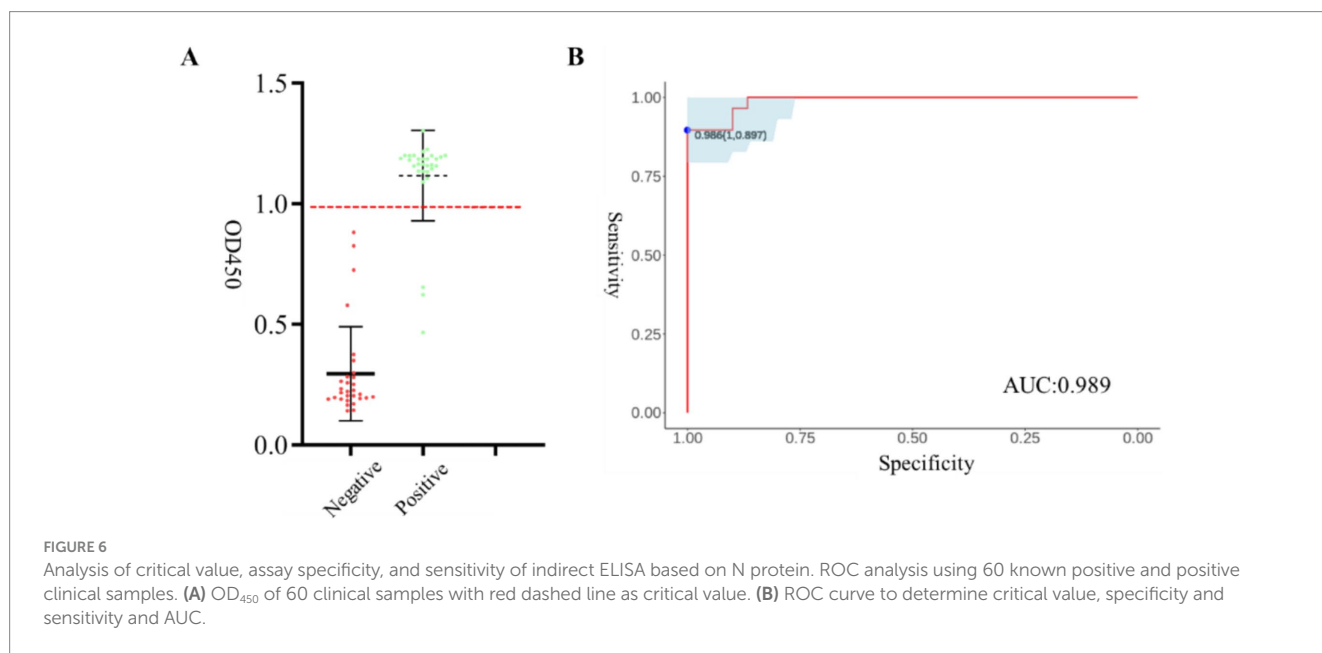 A
1.5
1.0
0.5
0.0
OD450
Negative
Positive
B
1.00
0.75
0.50
0.25
0.00
Sensitivity
0.986(1,0.897)
AUC:0.989
1.00
0.75
0.50
0.25
0.00
Specificity
FIGURE 6
Analysis of critical value, assay specificity, and sensitivity of indirect ELISA based on N protein. ROC analysis using 60 known positive and positive
clinical samples. (A) OD450 of 60 clinical samples with red dashed line as critical value. (B) ROC curve to determine critical value, specificity and
sensitivity and AUC.